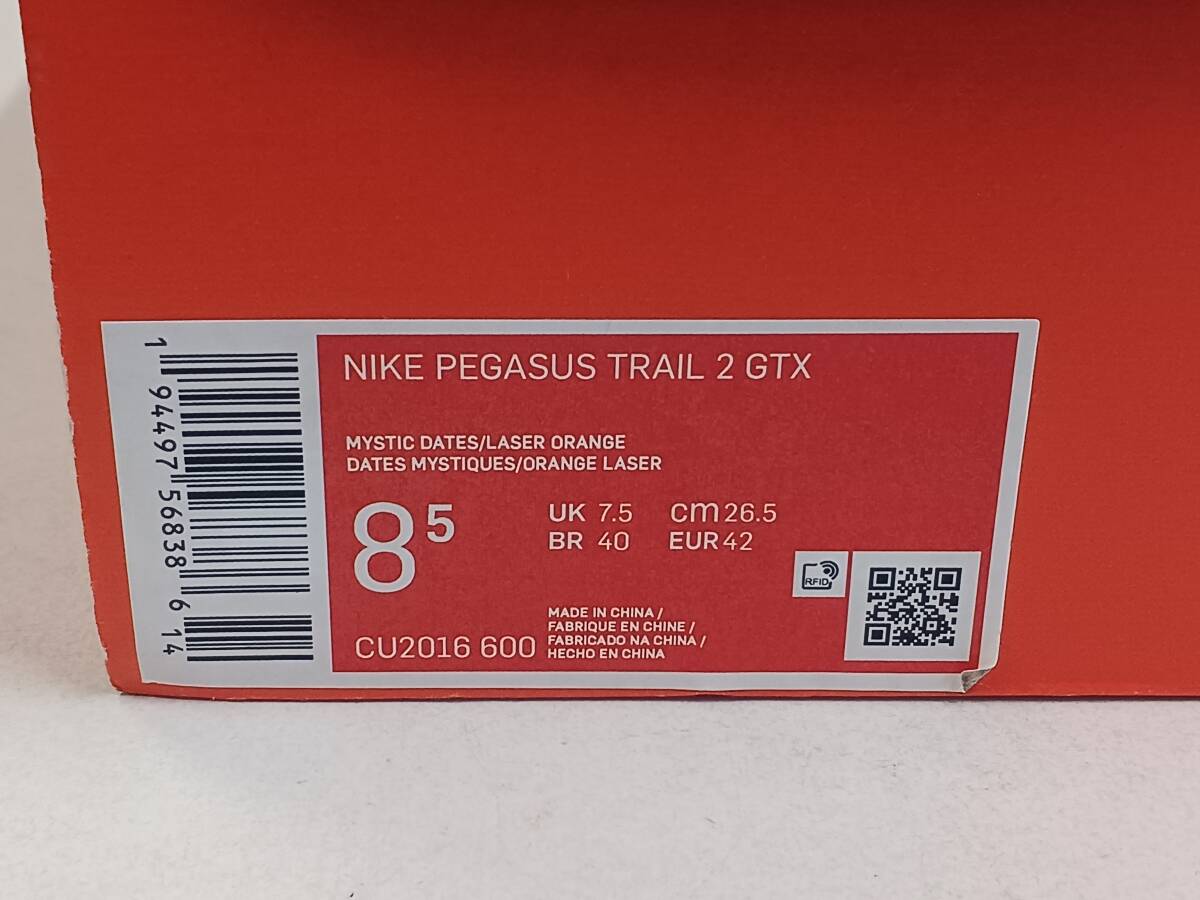 NIKE PEGASUS TRAIL 2 GTX
MYSTIC DATES/LASER ORANGE
DATES MYSTIQUES/ORANGE LASER
8 5
UK 7.5 cm 26.5
BR 40 EUR 42
RFID
CU2016 600
MADE IN CHINA /
FABRIQUE EN CHINE /
FABRICADO NA CHINA /
HECHO EN CHINA
1 94497 56838 6 14